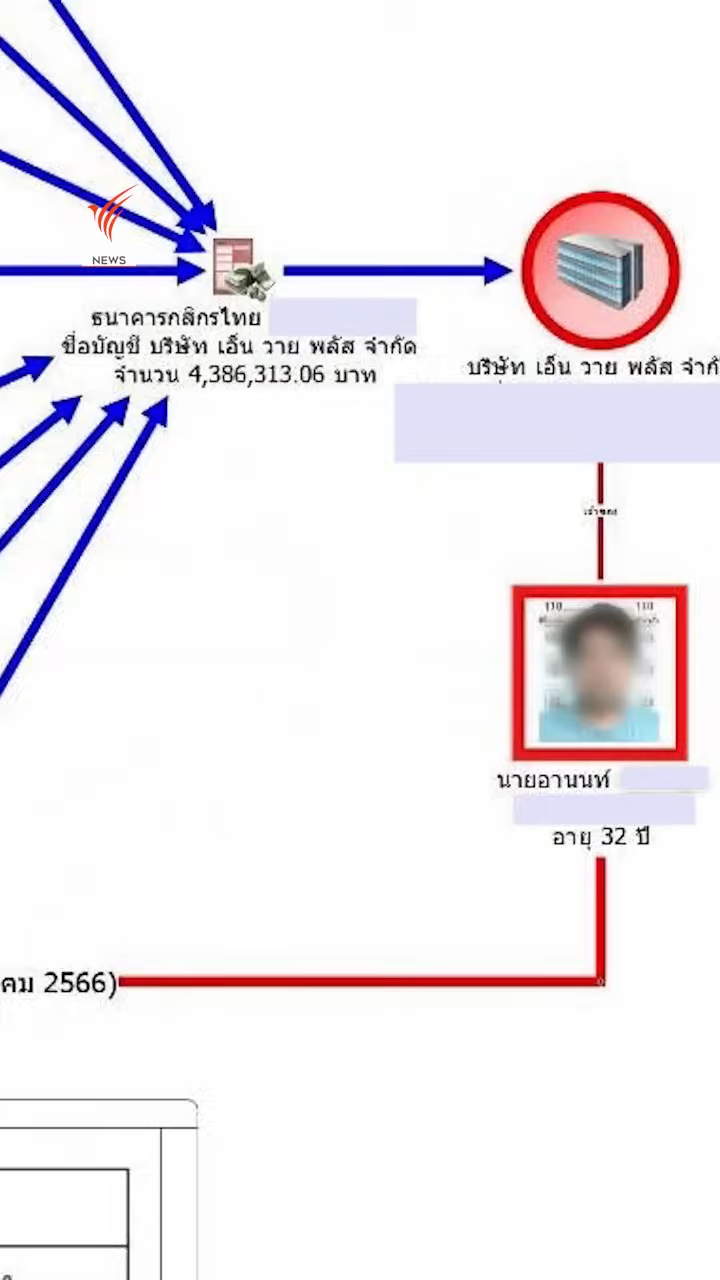 NEWS
ธนาคารกสิกรไทย
ชื่อบัญชี บริษัท เอ็น วาย พลัส จำกัด
จำนวน 4,386,313.06 บาท
บริษัท เอ็น วาย พลัส จำกั
110 110
นายอานนท์
อายุ 32 ปี
คม 2566)